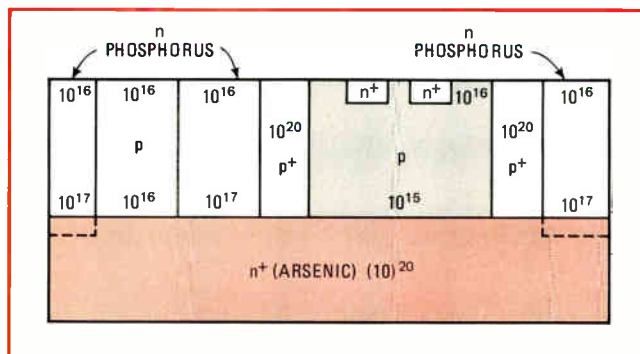 n
PHOSPHORUS
n
PHOSPHORUS
10¹⁶ 10¹⁶ 10¹⁶ n⁺ n⁺ 10¹⁶ 10¹⁶
10²⁰ 10²⁰
p p
p⁺ p⁺
10¹⁷ 10¹⁶ 10¹⁷ 10¹⁵ 10¹⁷
n⁺ (ARSENIC) (10)²⁰